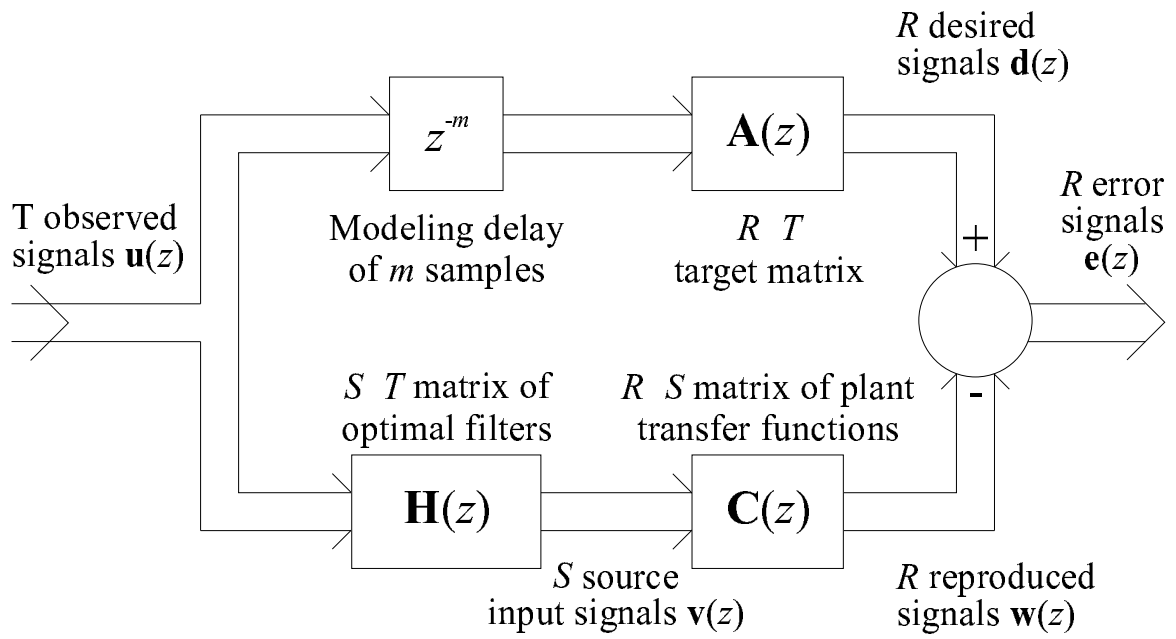 R desired
signals d(z)
z^-m
A(z)
R error
signals
e(z)
T observed
signals u(z)
Modeling delay
of m samples
R T
target matrix
+
S T matrix of
optimal filters
R S matrix of plant
transfer functions
-
H(z)
C(z)
S source
input signals v(z)
R reproduced
signals w(z)